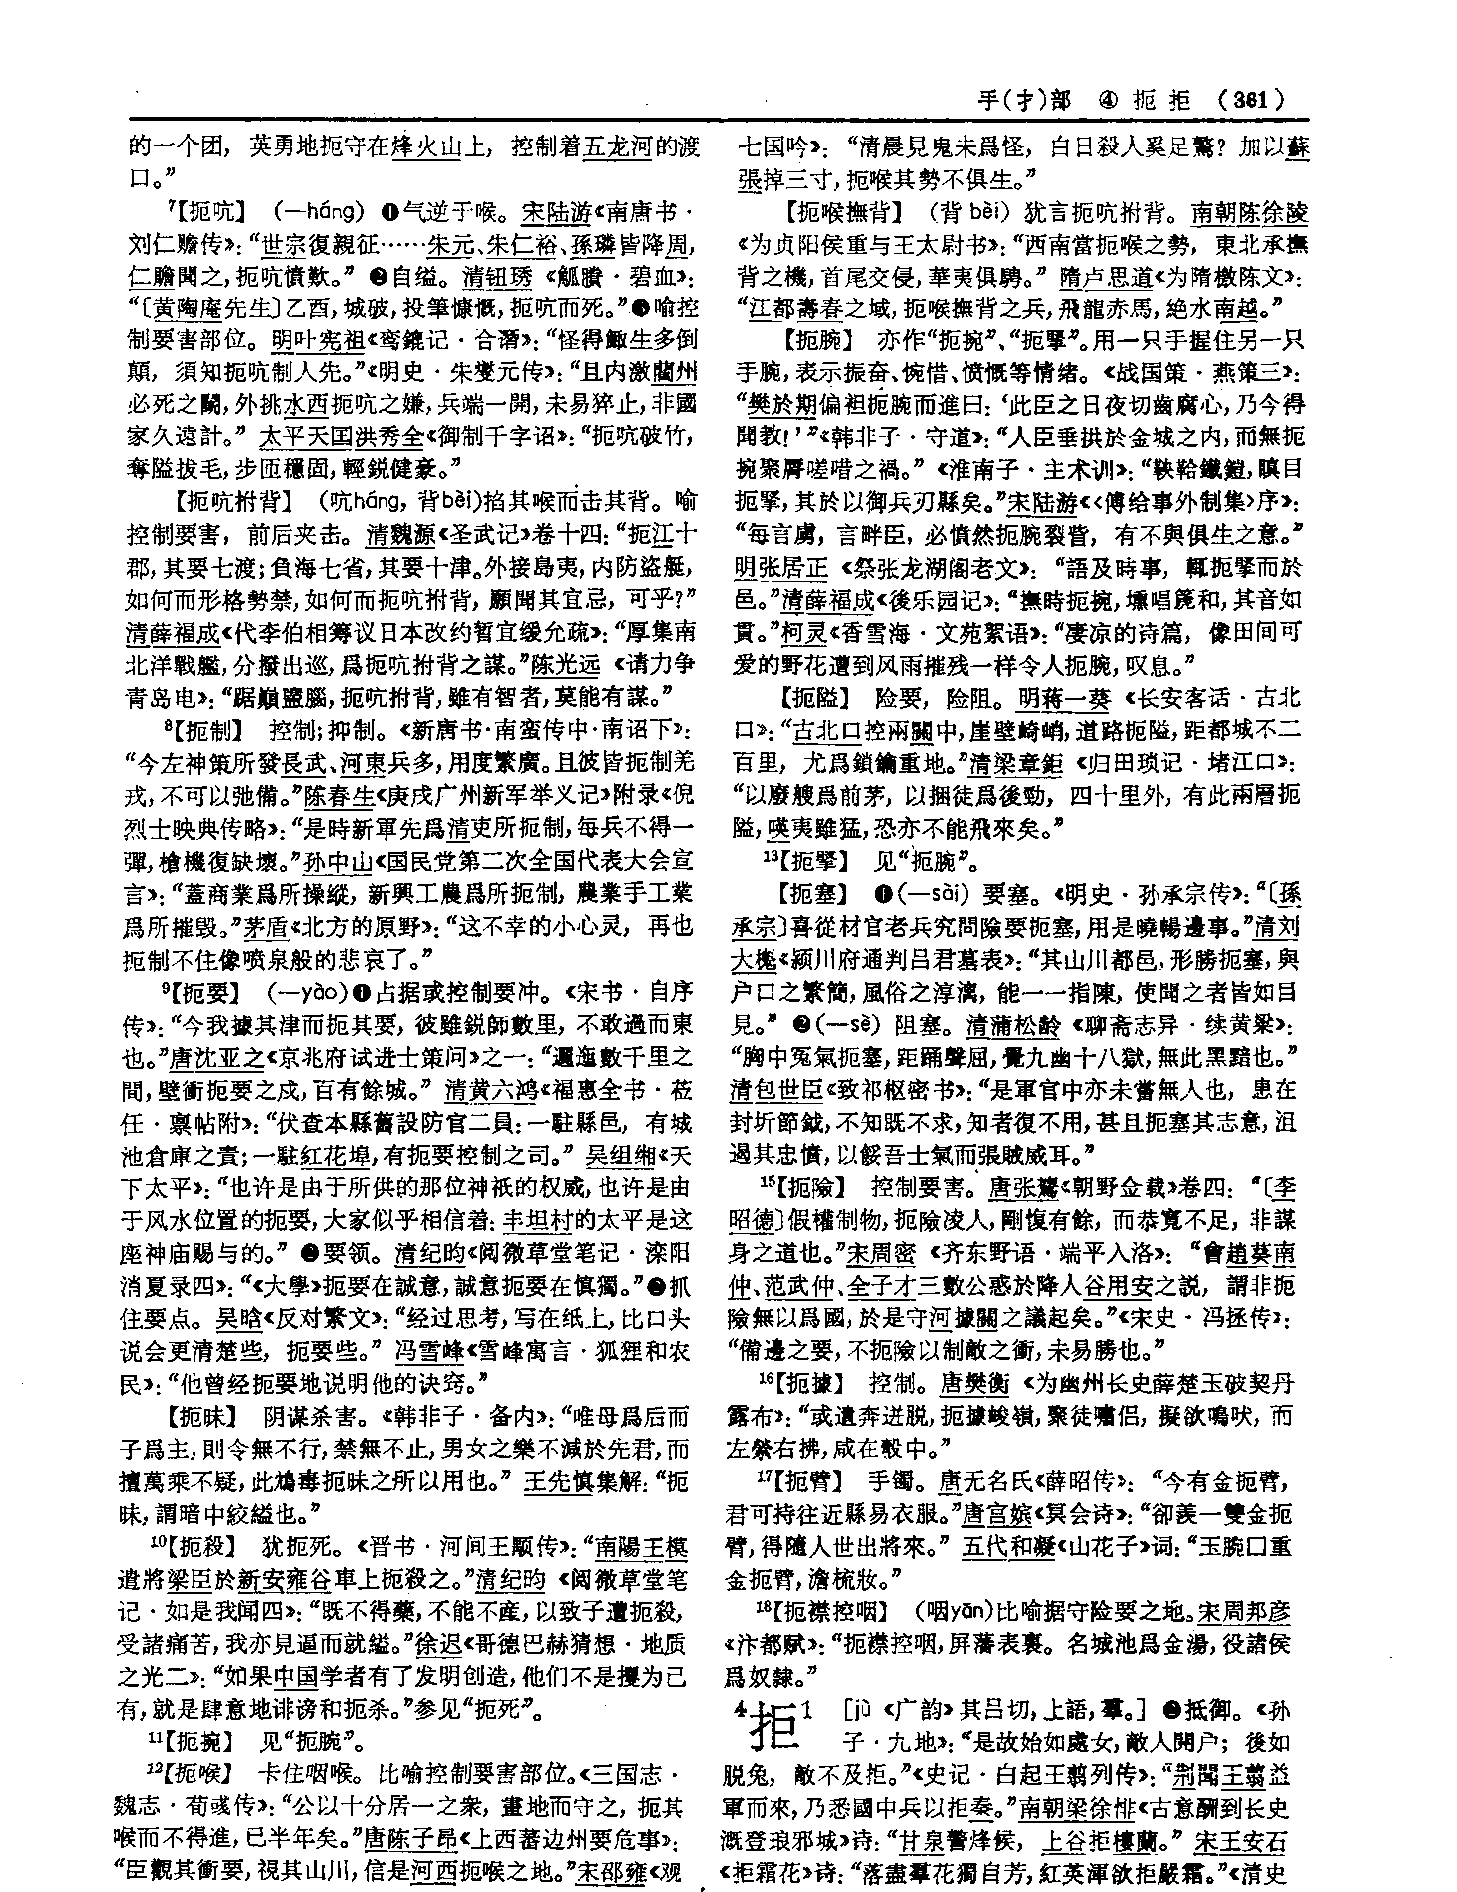 手(扌)部 ④ 扼 拒 (361)
的一个团, 英勇地扼守在烽火山上, 控制着五龙河的渡
口。”
⁷【扼吭】 (—háng) ❶气逆于喉。宋陆游《南唐书·
刘仁赡传》:“世宗復親征……朱元、朱仁裕、孫璘皆降周,
仁贍聞之,扼吭憤歎。” ❷自缢。清钮琇《觚賸·碧血》:
“〔黄陶庵先生〕乙酉,城破,投筆慷慨,扼吭而死。”❸喻控
制要害部位。明叶宪祖《鸾鎞记·合谮》:“怪得鯫生多倒
顛, 須知扼吭制人先。”《明史·朱燮元传》:“且内激藺州
必死之鬭,外挑水西扼吭之嫌,兵端一開,未易猝止,非國
家久遠計。” 太平天囯洪秀全《御制千字诏》:“扼吭破竹,
奪隘拔毛,步匝穩固,輕鋭健豪。”
【扼吭拊背】 (吭háng, 背bèi)掐其喉而击其背。喻
控制要害, 前后夹击。清魏源《圣武记》卷十四:“扼江十
郡,其要七渡;負海七省,其要十津。外接島夷,内防盜艇,
如何而形格勢禁,如何而扼吭拊背, 願聞其宜忌, 可乎?”
清薛福成《代李伯相筹议日本改约暂宜缓允疏》:“厚集南
北洋戰艦,分撥出巡,爲扼吭拊背之謀。”陈光远《请力争
青岛电》:“踞巔盬腦,扼吭拊背,雖有智者,莫能有謀。”
⁸【扼制】 控制;抑制。《新唐书·南蛮传中·南诏下》:
“今左神策所發長武、河東兵多,用度繁廣。且彼皆扼制羌
戎,不可以弛備。”陈春生《庚戌广州新军举义记》附录《倪
烈士映典传略》:“是時新軍先爲清吏所扼制,每兵不得一
彈,槍機復缺壞。”孙中山《国民党第二次全国代表大会宣
言》:“蓋商業爲所操縱, 新興工農爲所扼制, 農業手工業
爲所摧毁。”茅盾《北方的原野》:“这不幸的小心灵, 再也
扼制不住像喷泉般的悲哀了。”
⁹【扼要】 (—yào)❶占据或控制要冲。《宋书·自序
传》:“今我據其津而扼其要, 彼雖鋭師數里, 不敢過而東
也。”唐沈亚之《京兆府试进士策问》之一:“邐迤數千里之
間,壁衝扼要之戍,百有餘城。” 清黄六鸿《福惠全书·莅
任·禀帖附》:“伏查本縣舊設防官二員:一駐縣邑, 有城
池倉庫之責;一駐红花埠,有扼要控制之司。” 吴组缃《天
下太平》:“也许是由于所供的那位神祇的权威,也许是由
于风水位置的扼要,大家似乎相信着:丰坦村的太平是这
座神庙赐与的。” ❷要领。清纪昀《阅微草堂笔记·滦阳
消夏录四》:“《大學》扼要在誠意,誠意扼要在慎獨。”❸抓
住要点。吴晗《反对繁文》:“经过思考,写在纸上,比口头
说会更清楚些, 扼要些。” 冯雪峰《雪峰寓言·狐狸和农
民》:“他曾经扼要地说明他的诀窍。”
【扼昧】 阴谋杀害。《韩非子·备内》:“唯母爲后而
子爲主,則令無不行,禁無不止,男女之樂不減於先君,而
擅萬乘不疑,此鴆毒扼昧之所以用也。” 王先慎集解:“扼
昧,謂暗中絞縊也。”
¹⁰【扼殺】 犹扼死。《晋书·河间王颙传》:“南陽王模
遣將梁臣於新安雍谷車上扼殺之。”清纪昀《阅微草堂笔
记·如是我闻四》:“既不得藥,不能不産,以致子遭扼殺,
受諸痛苦,我亦見逼而就縊。”徐迟《哥德巴赫猜想·地质
之光二》:“如果中国学者有了发明创造,他们不是攫为己
有,就是肆意地诽谤和扼杀。”参见“扼死”。
¹¹【扼捥】 见“扼腕”。
¹²【扼喉】 卡住咽喉。比喻控制要害部位。《三国志·
魏志·荀彧传》:“公以十分居一之衆, 畫地而守之, 扼其
喉而不得進,已半年矣。”唐陈子昂《上西蕃边州要危事》:
“臣觀其衝要,視其山川,信是河西扼喉之地。”宋邵雍《观
七国吟》: “清晨見鬼未爲怪, 白日殺人奚足驚? 加以蘇
張掉三寸,扼喉其勢不俱生。”
【扼喉撫背】 (背bèi) 犹言扼吭拊背。南朝陈徐陵
《为贞阳侯重与王太尉书》:“西南當扼喉之勢, 東北承撫
背之機,首尾交侵,華夷俱騁。” 隋卢思道《为隋檄陈文》:
“江都壽春之域,扼喉撫背之兵,飛龍赤馬,絶水南越。”
【扼腕】 亦作“扼捥”、“扼掔”。用一只手握住另一只
手腕,表示振奋、惋惜、愤慨等情绪。《战国策·燕策三》:
“樊於期偏袒扼腕而進曰:‘此臣之日夜切齒腐心,乃今得
聞教!’”《韩非子·守道》:“人臣垂拱於金城之内,而無扼
捥聚脣嗟唶之禍。” 《淮南子·主术训》:“鞅鞈鐵鎧,瞋目
扼掔,其於以御兵刃縣矣。”宋陆游《〈傅给事外制集〉序》:
“每言虜, 言畔臣, 必憤然扼腕裂眥, 有不與俱生之意。”
明张居正《祭张龙湖阁老文》: “語及時事, 輒扼掔而於
邑。”清薛福成《後乐园记》:“撫時扼捥,壎唱篪和,其音如
貫。”柯灵《香雪海·文苑絮语》:“凄凉的诗篇, 像田间可
爱的野花遭到风雨摧残一样令人扼腕,叹息。”
【扼隘】 险要, 险阻。明蒋一葵《长安客话·古北
口》:“古北口控兩關中,崖壁崎峭,道路扼隘,距都城不二
百里, 尤爲鎖鑰重地。”清梁章鉅《归田琐记·堵江口》:
“以廢艘爲前茅, 以捆徒爲後勁, 四十里外,有此兩層扼
隘,暎夷雖猛,恐亦不能飛來矣。”
¹³【扼掔】 见“扼腕”。
【扼塞】 ❶(—sài) 要塞。《明史·孙承宗传》:“〔孫
承宗〕喜從材官老兵究問險要扼塞,用是曉暢邊事。”清刘
大櫆《颍川府通判吕君墓表》:“其山川都邑,形勝扼塞,與
户口之繁簡,風俗之淳漓, 能一一指陳, 使聞之者皆如目
見。” ❷(—sè) 阻塞。清蒲松龄《聊斋志异·续黄粱》:
“胸中冤氣扼塞,距踊聲屈,覺九幽十八獄,無此黑黯也。”
清包世臣《致祁枢密书》:“是軍官中亦未嘗無人也, 患在
封圻節鉞,不知既不求,知者復不用,甚且扼塞其志意,沮
遏其忠憤,以餒吾士氣而張賊威耳。”
¹⁵【扼險】 控制要害。唐张鷟《朝野佥载》卷四:“〔李
昭德〕假權制物,扼險凌人,剛愎有餘, 而恭寬不足, 非謀
身之道也。”宋周密《齐东野语·端平入洛》: “會趙葵南
仲、范武仲、全子才三數公惑於降人谷用安之説, 謂非扼
險無以爲國,於是守河據關之議起矣。”《宋史·冯拯传》:
“備邊之要,不扼險以制敵之衝,未易勝也。”
¹⁶【扼據】 控制。唐樊衡《为幽州长史薛楚玉破契丹
露布》:“或遺奔迸脱,扼據峻嶺,聚徒嘯侣, 擬欲鳴吠, 而
左縈右拂,咸在彀中。”
¹⁷【扼臂】 手镯。唐无名氏《薛昭传》: “今有金扼臂,
君可持往近縣易衣服。”唐宫嫔《冥会诗》:“卻羨一雙金扼
臂,得隨人世出將來。” 五代和凝《山花子》词:“玉腕囗重
金扼臂,澹梳妝。”
¹⁸【扼襟控咽】 (咽yān)比喻据守险要之地。宋周邦彦
《汴都赋》:“扼襟控咽,屏藩表裏。名城池爲金湯,役諸侯
爲奴隸。”
⁴拒¹ [jù《广韵》其吕切,上語,羣。] ❶抵御。《孙
子·九地》:“是故始如處女,敵人開户; 後如
脱兔, 敵不及拒。”《史记·白起王翦列传》:“荆聞王翦益
軍而來,乃悉國中兵以拒秦。”南朝梁徐悱《古意酬到长史
溉登琅邪城》诗:“甘泉警烽候, 上谷拒樓蘭。” 宋王安石
《拒霜花》诗:“落盡羣花獨自芳,紅英渾欲拒嚴霜。”《清史